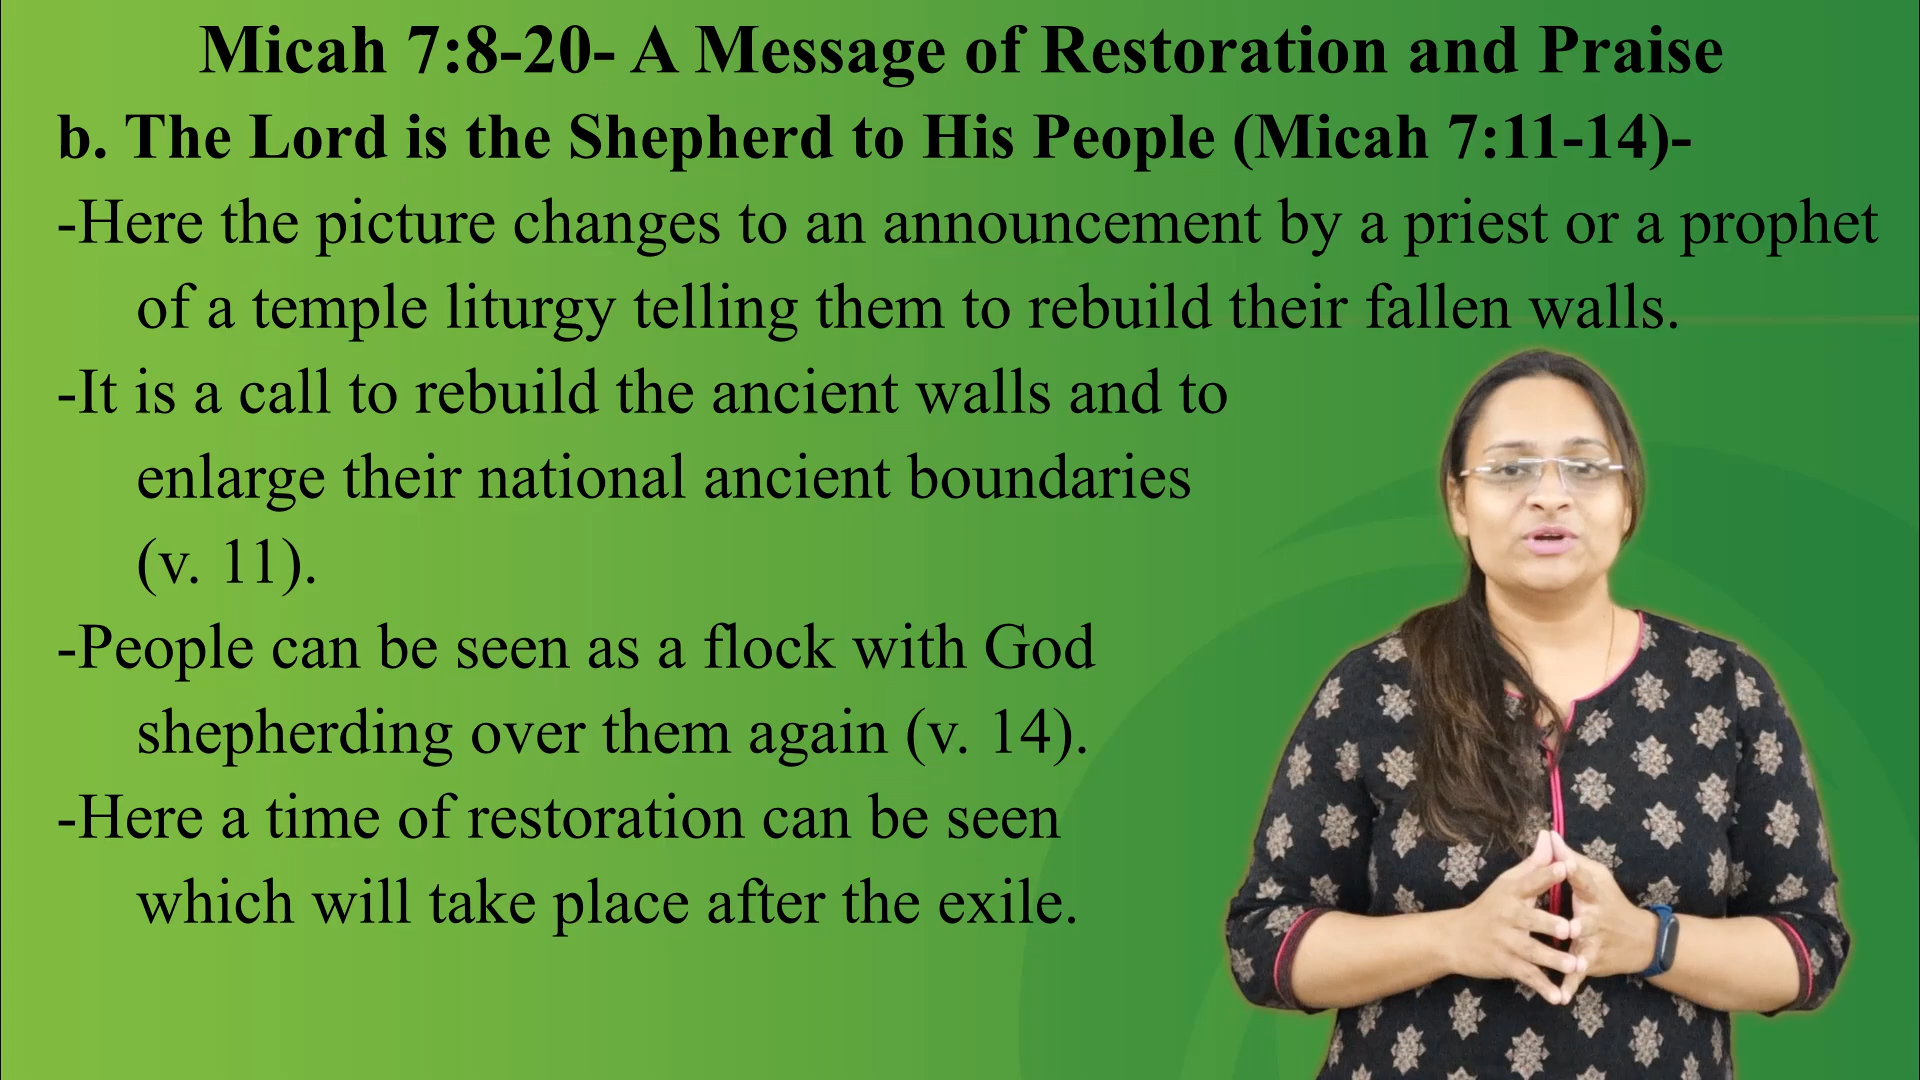 Micah 7:8-20- A Message of Restoration and Praise
b. The Lord is the Shepherd to His People (Micah 7:11-14)-
-Here the picture changes to an announcement by a priest or a prophet
of a temple liturgy telling them to rebuild their fallen walls.
-It is a call to rebuild the ancient walls and to
enlarge their national ancient boundaries
(v. 11).
-People can be seen as a flock with God
shepherding over them again (v. 14).
-Here a time of restoration can be seen
which will take place after the exile.